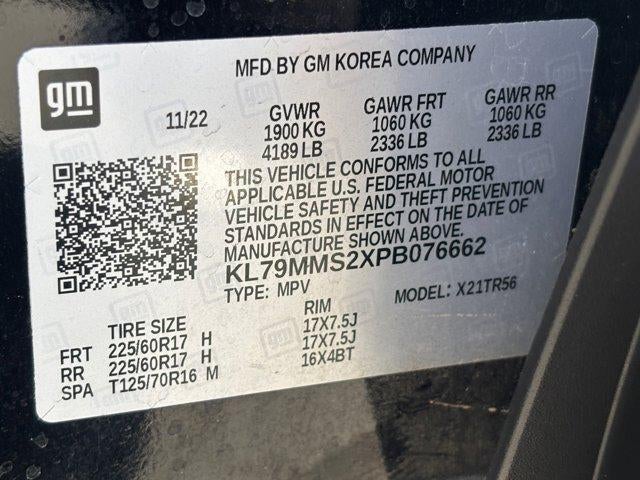 gm
MFD BY GM KOREA COMPANY
11/22
GVWR
1900 KG
4189 LB
GAWR FRT
1060 KG
2336 LB
GAWR RR
1060 KG
2336 LB
THIS VEHICLE CONFORMS TO ALL
APPLICABLE U.S. FEDERAL MOTOR
VEHICLE SAFETY AND THEFT PREVENTION
STANDARDS IN EFFECT ON THE DATE OF
MANUFACTURE SHOWN ABOVE.
KL79MMS2XPB076662
TYPE: MPV
MODEL: X21TR56
TIRE SIZE RIM
FRT 225/60R17 H 17X7.5J
RR 225/60R17 H 17X7.5J
SPA T125/70R16 M 16X4BT